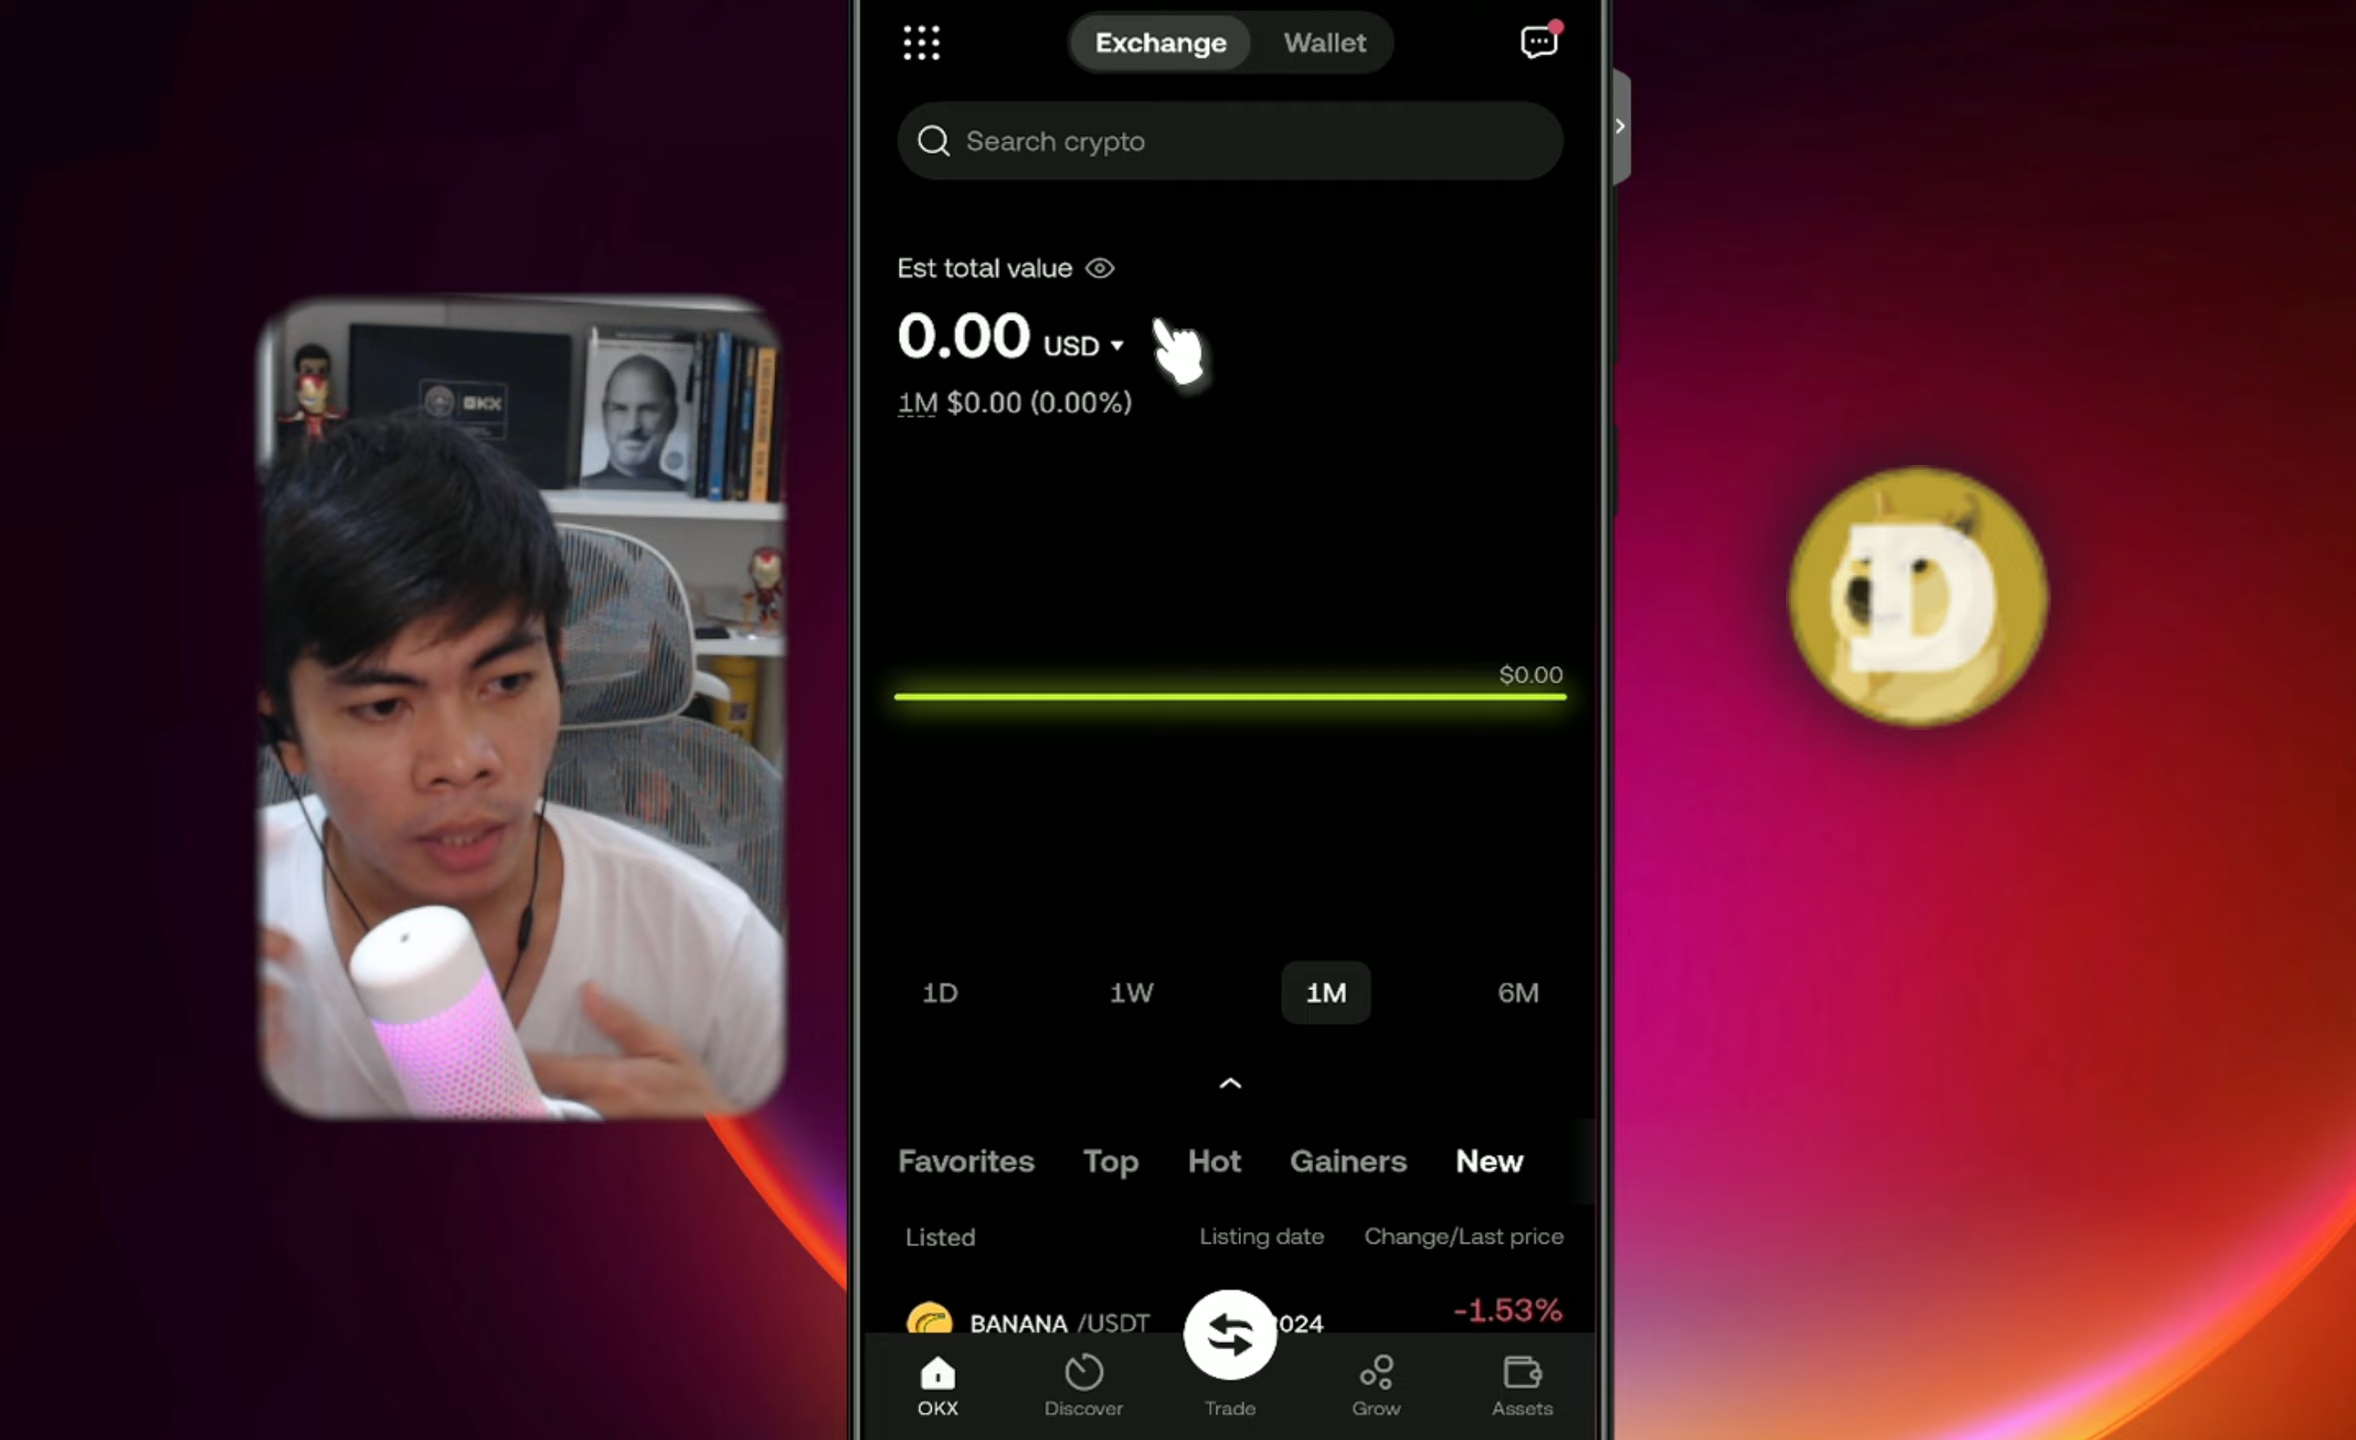 Exchange Wallet
Search crypto
Est total value
0.00 USD
1M $0.00 (0.00%)
$0.00
1D 1W 1M 6M
Favorites Top Hot Gainers New
Listed Listing date Change/Last price
BANANA /USDT 024 -1.53%
OKX Discover Trade Grow Assets
OKX
D